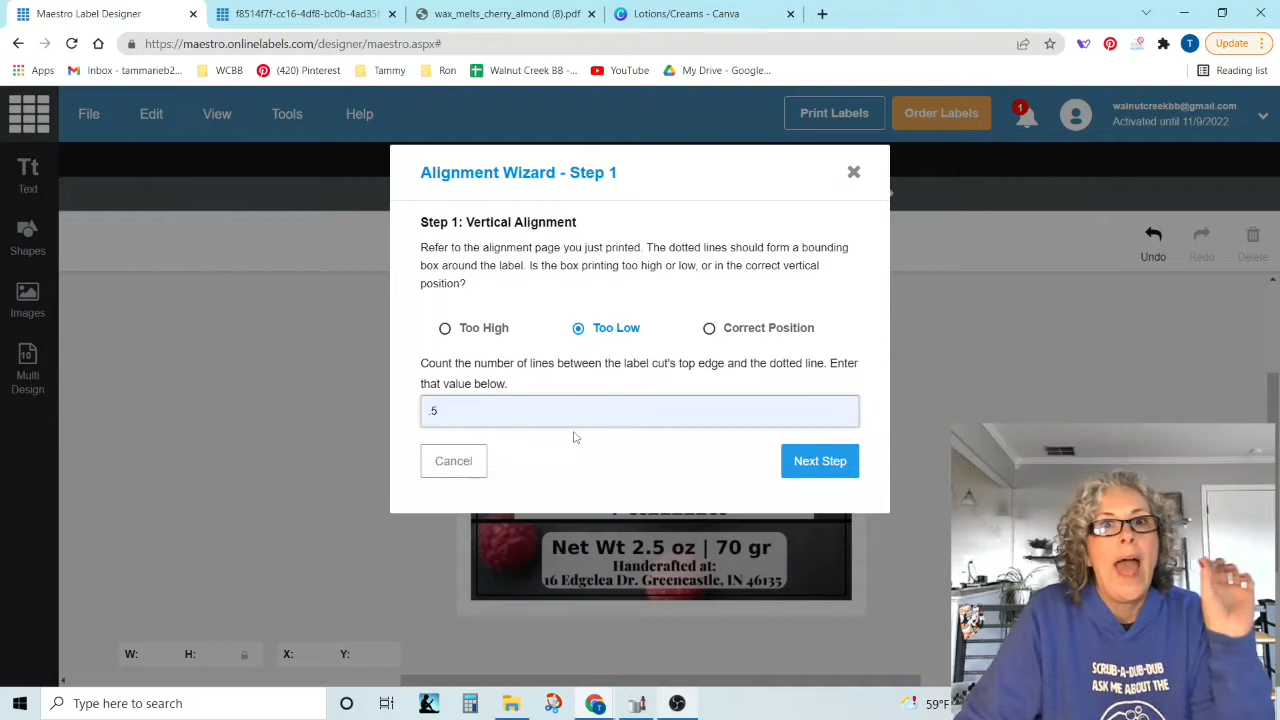 Maestro Label Designer
f8514f7f-cc16-4df8-bc0b-4ad35
wax_melts_cherry_almond (8).pdf
Lotions/Creams - Canva
https://maestro.onlinelabels.com/designer/maestro.aspx#
Update
Apps
Inbox - tammarieb2...
WCBB
(420) Pinterest
Tammy
Ron
Walnut Creek BB -...
YouTube
My Drive - Google...
Reading list
File
Edit
View
Tools
Help
Print Labels
Order Labels
1
walnutcreekbb@gmail.com
Activated until 11/9/2022
Tt
Text
Shapes
Images
10
Multi
Design
Undo
Redo
Delete
Alignment Wizard - Step 1
Step 1: Vertical Alignment
Refer to the alignment page you just printed. The dotted lines should form a bounding
box around the label. Is the box printing too high or low, or in the correct vertical
position?
Too High
Too Low
Correct Position
Count the number of lines between the label cut's top edge and the dotted line. Enter
that value below.
.5
Cancel
Next Step
Net Wt 2.5 oz | 70 gr
Handcrafted at:
16 Edgelea Dr. Greencastle, IN 46135
W:
H:
X:
Y:
SCRUB-A-DUB-DUB
ASK ME ABOUT THE
Type here to search
59°F